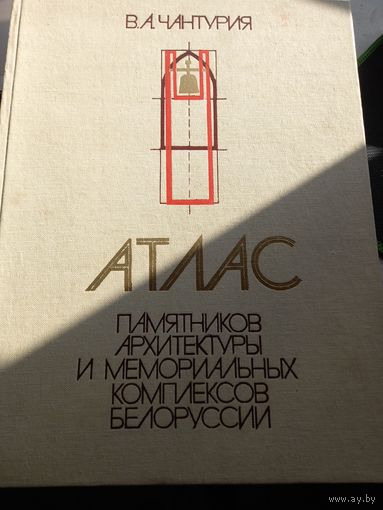 В.А. ЧАНТУРИЯ
АТЛАС
ПАМЯТНИКОВ
АРХИТЕКТУРЫ
И МЕМОРИАЛЬНЫХ
КОМПЛЕКСОВ
БЕЛОРУССИИ
www.ay.by